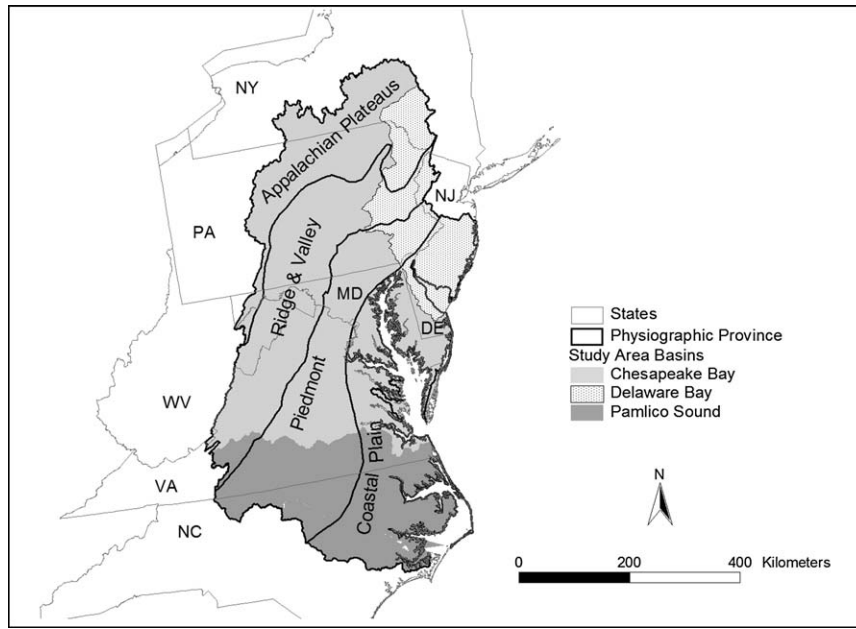 NY
Appalachian Plateaus
NJ
PA
Ridge & Valley
MD
DE
Piedmont
WV
Coastal Plain
VA
NC
States
Physiographic Province
Study Area Basins
Chesapeake Bay
Delaware Bay
Pamlico Sound
N
0 200 400 Kilometers